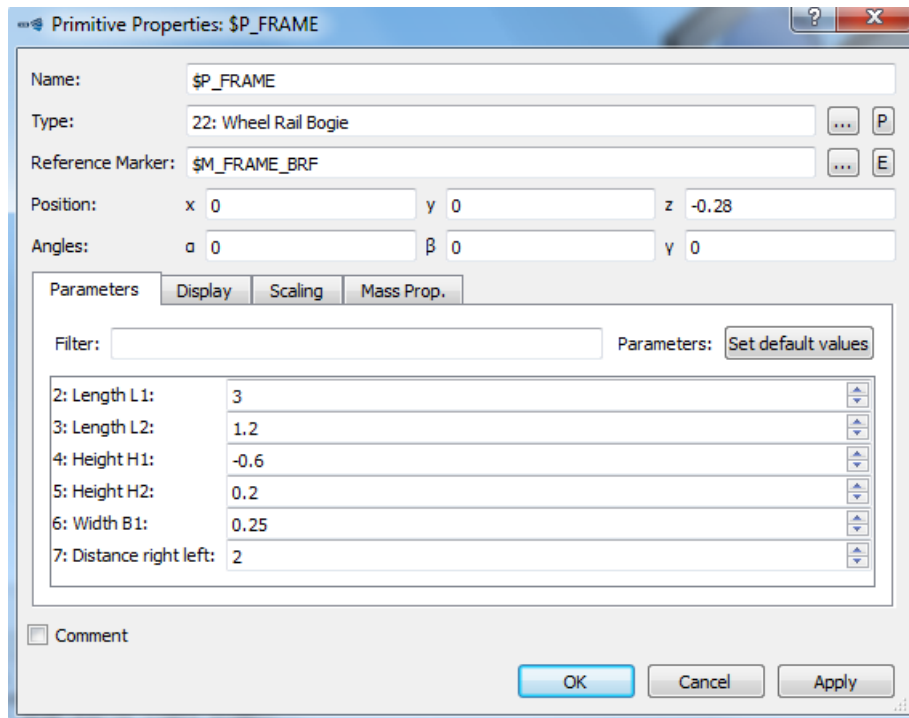 Primitive Properties: $P_FRAME
?
X
Name: $P_FRAME
Type: 22: Wheel Rail Bogie ... P
Reference Marker: $M_FRAME_BRF ... E
Position: x 0 y 0 z -0.28
Angles: α 0 β 0 γ 0
Parameters Display Scaling Mass Prop.
Filter: Parameters: Set default values
2: Length L1: 3
3: Length L2: 1.2
4: Height H1: -0.6
5: Height H2: 0.2
6: Width B1: 0.25
7: Distance right left: 2
Comment
OK Cancel Apply